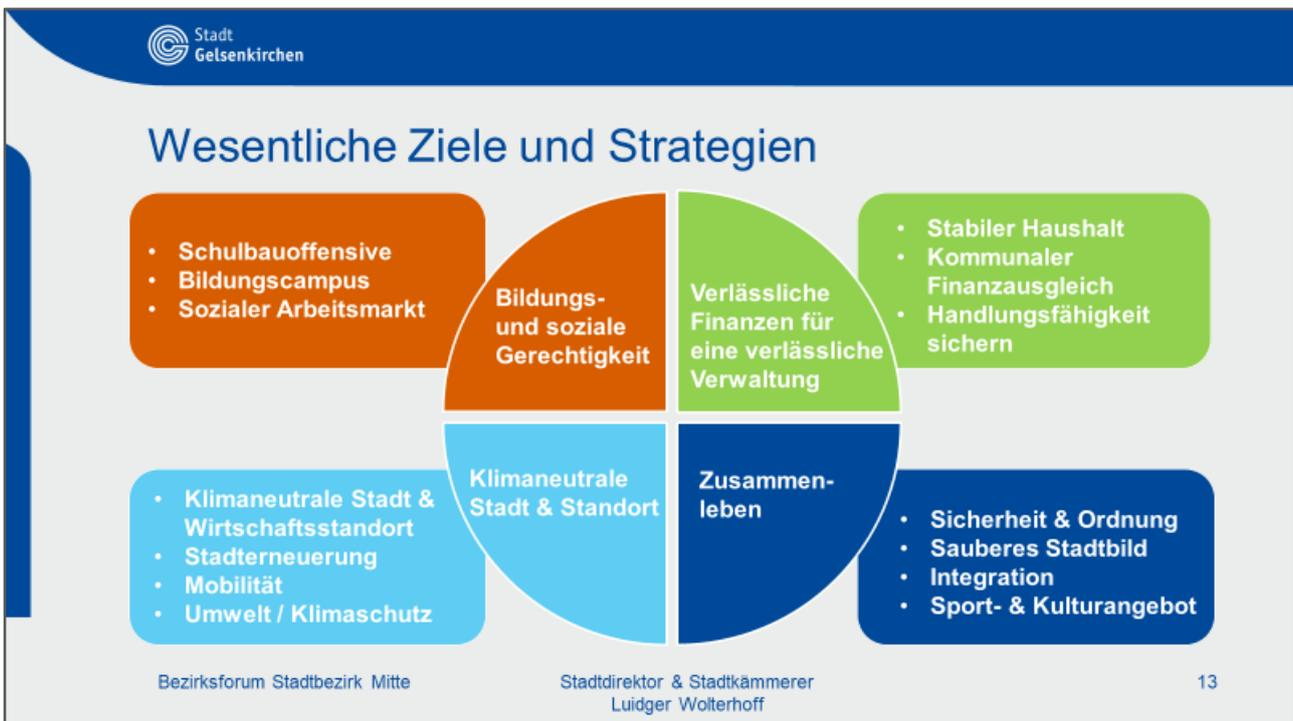 Stadt
Gelsenkirchen
Wesentliche Ziele und Strategien
• Schulbauoffensive
• Bildungscampus
• Sozialer Arbeitsmarkt
Bildungs-
und soziale
Gerechtigkeit
Verlässliche
Finanzen für
eine verlässliche
Verwaltung
• Stabiler Haushalt
• Kommunaler
Finanzausgleich
• Handlungsfähigkeit
sichern
• Klimaneutrale Stadt &
Wirtschaftsstandort
• Stadterneuerung
• Mobilität
• Umwelt / Klimaschutz
Klimaneutrale
Stadt & Standort
Zusammen-
leben
• Sicherheit & Ordnung
• Sauberes Stadtbild
• Integration
• Sport- & Kulturangebot
Bezirksforum Stadtbezirk Mitte
Stadtdirektor & Stadtkämmerer
Luidger Wolterhoff
13